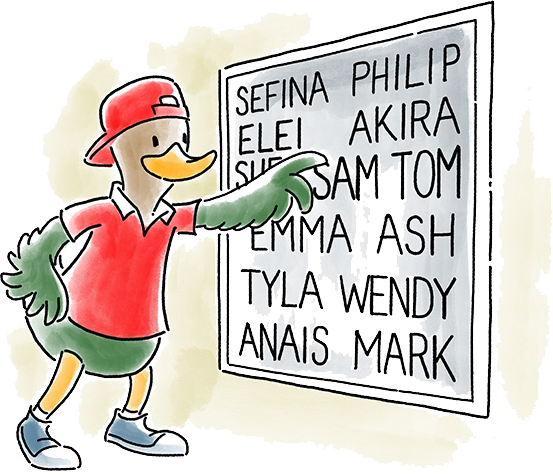 SEFINA PHILIP
ELEI AKIRA
SAM TOM
EMMA ASH
TYLA WENDY
ANAIS MARK